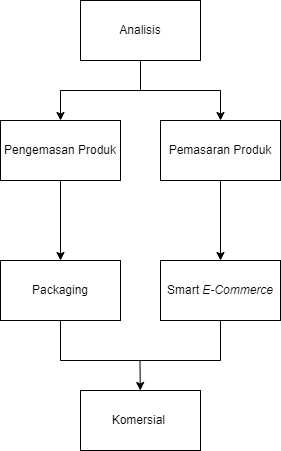 Analisis
Pengemasan Produk
Pemasaran Produk
Packaging
Smart E-Commerce
Komersial